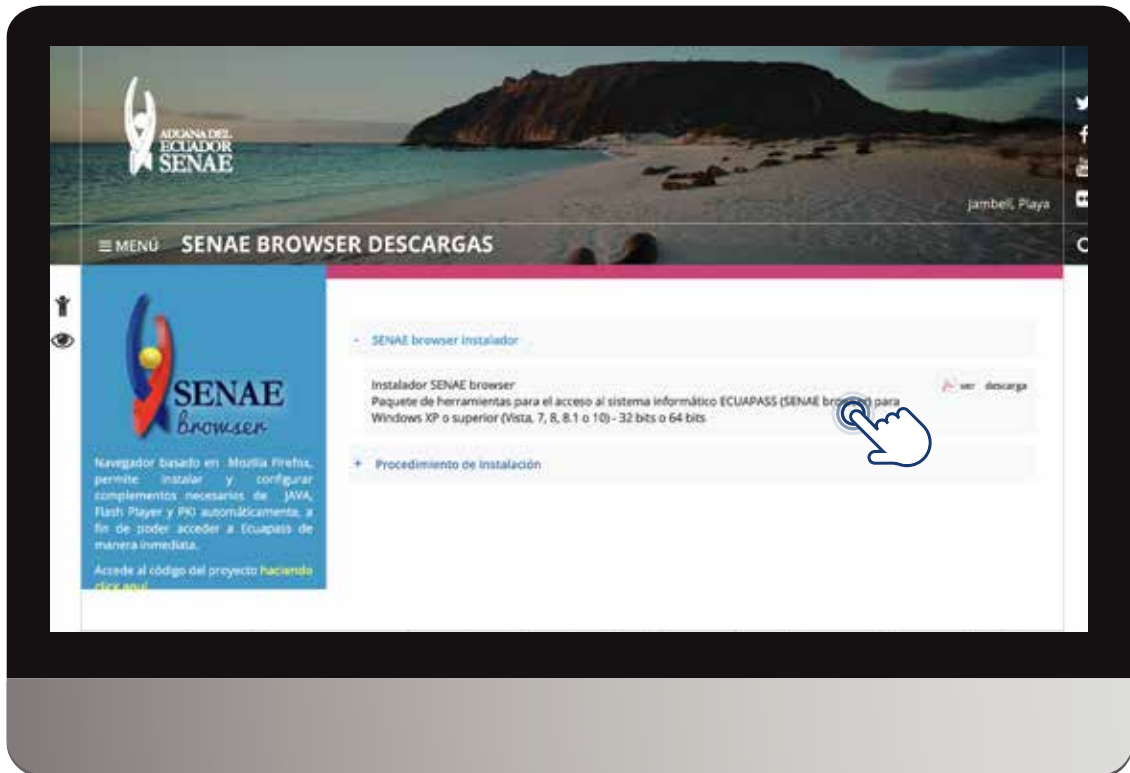 ADUANA DEL
ECUADOR
SENAE
Jambelí, Playa
MENÚ SENAE BROWSER DESCARGAS
SENAE
browser
Navegador basado en Mozilla Firefox,
permite instalar y configurar
complementos necesarios de JAVA,
Flash Player y PKI automáticamente, a
fin de poder acceder a Ecuapass de
manera inmediata.
Accede al código del proyecto haciendo
click aquí
- SENAE browser instalador
Instalador SENAE browser
ver descarga
Paquete de herramientas para el acceso al sistema informático ECUAPASS (SENAE browser) para
Windows XP o superior (Vista, 7, 8, 8.1 o 10) - 32 bits o 64 bits
+ Procedimiento de Instalación